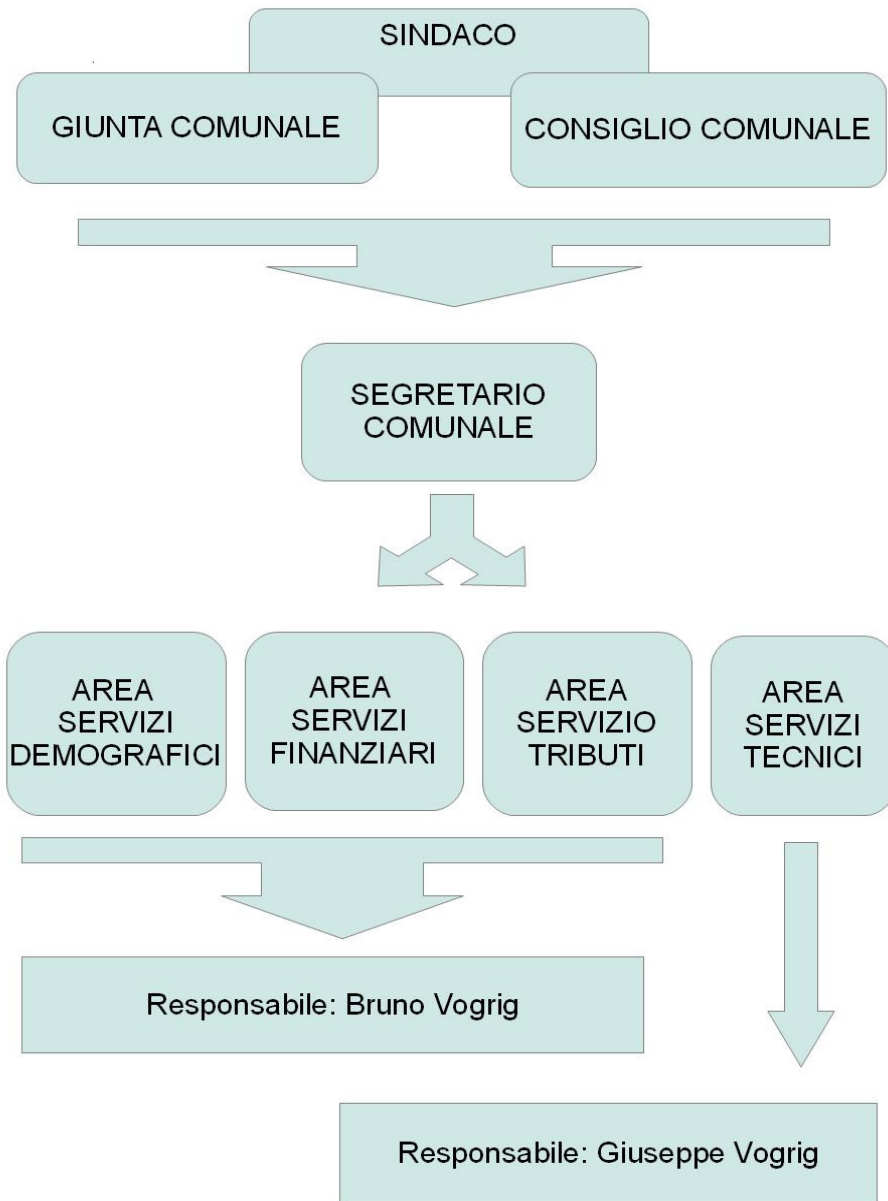 SINDACO
GIUNTA COMUNALE
CONSIGLIO COMUNALE
SEGRETARIO
COMUNALE
AREA
SERVIZI
DEMOGRAFICI
AREA
SERVIZI
FINANZIARI
AREA
SERVIZIO
TRIBUTI
AREA
SERVIZI
TECNICI
Responsabile: Bruno Vogrig
Responsabile: Giuseppe Vogrig